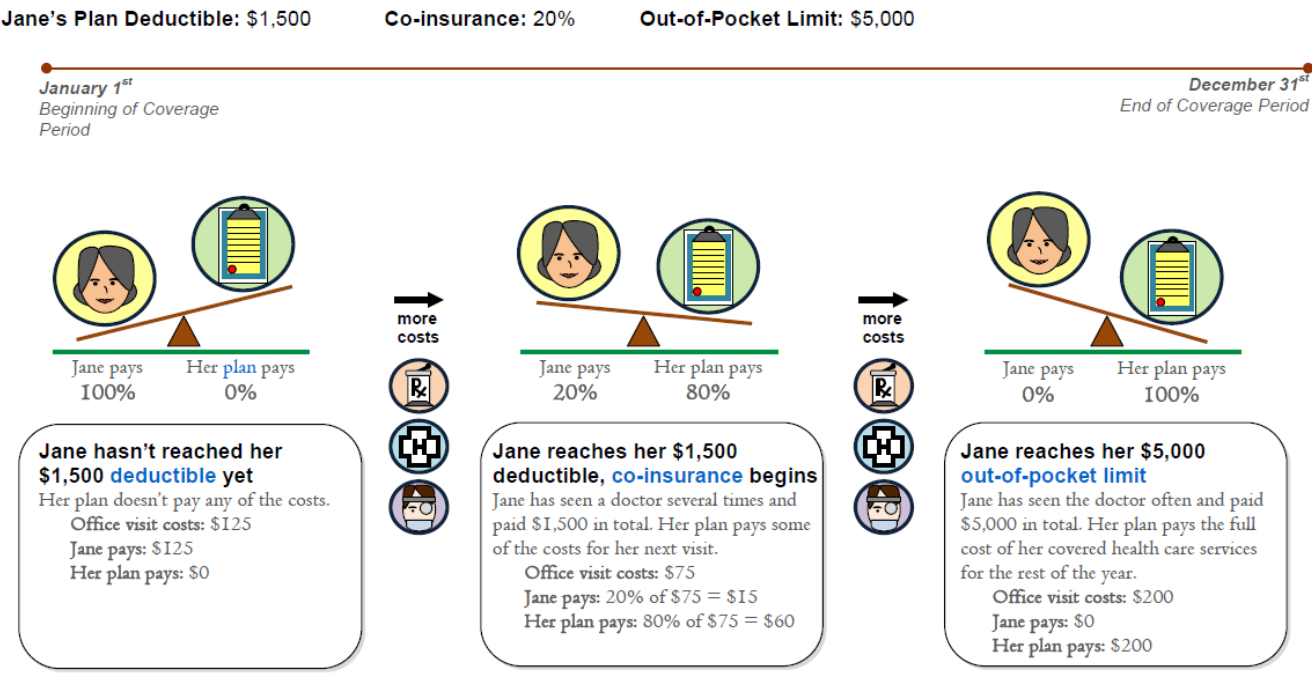 Jane's Plan Deductible: $1,500 Co-insurance: 20% Out-of-Pocket Limit: $5,000
January 1st
Beginning of Coverage
Period
December 31st
End of Coverage Period
Jane pays
100%
Her plan pays
0%
more
costs
Rx
H
Jane pays
20%
Her plan pays
80%
more
costs
Rx
H
Jane pays
0%
Her plan pays
100%
Jane hasn't reached her
$1,500 deductible yet
Her plan doesn't pay any of the costs.
Office visit costs: $125
Jane pays: $125
Her plan pays: $0
Jane reaches her $1,500
deductible, co-insurance begins
Jane has seen a doctor several times and
paid $1,500 in total. Her plan pays some
of the costs for her next visit.
Office visit costs: $75
Jane pays: 20% of $75 = $15
Her plan pays: 80% of $75 = $60
Jane reaches her $5,000
out-of-pocket limit
Jane has seen the doctor often and paid
$5,000 in total. Her plan pays the full
cost of her covered health care services
for the rest of the year.
Office visit costs: $200
Jane pays: $0
Her plan pays: $200